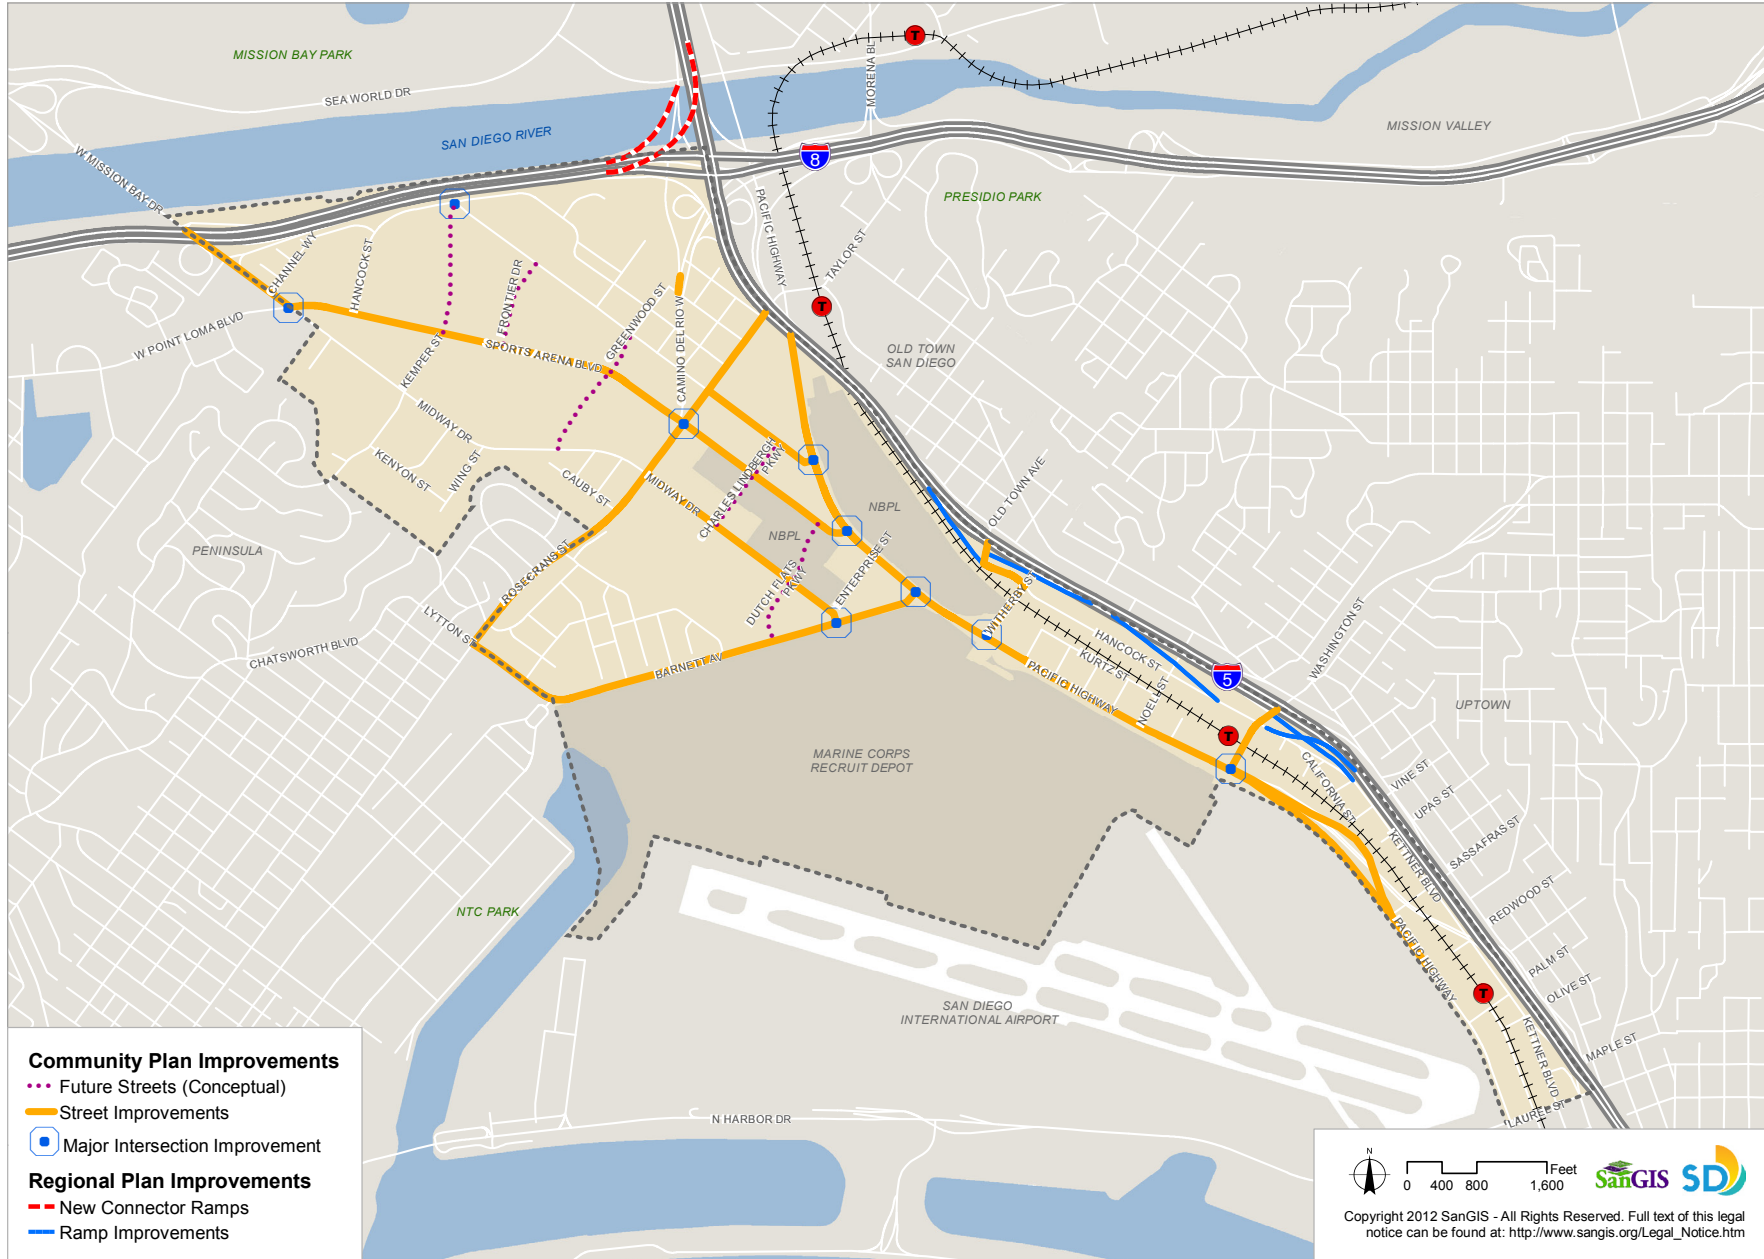 MISSION BAY PARK
SEA WORLD DR
SAN DIEGO RIVER
W MISSION BAY DR
MORENA BL
T
8
MISSION VALLEY
PRESIDIO PARK
PACIFIC HIGHWAY
TAYLOR ST
T
OLD TOWN
SAN DIEGO
CHANNEL WY
HANCOCK ST
FRONTIER DR
GREENWOOD ST
CAMINO DEL RIO W
W POINT LOMA BLVD
KEMPER ST
SPORTS ARENA BLVD
MIDWAY DR
KENYON ST
WING ST
CAUBY ST
MIDWAY DR
CHARLES LINDBERGH
PKWY
NBPL
NBPL
OLD TOWN AVE
PENINSULA
ROSECRANS ST
DUTCH FLATS
PKWY
ENTERPRISE ST
WITHERBY ST
LYTTON ST
CHATSWORTH BLVD
BARNETT AV
HANCOCK ST
KURTZ ST
PACIFIC HIGHWAY
NOELL ST
WASHINGTON ST
5
UPTOWN
T
MARINE CORPS
RECRUIT DEPOT
CALIFORNIA ST
VINE ST
UPAS ST
SASSAFRAS ST
KETTNER BLVD
REDWOOD ST
NTC PARK
PACIFIC HIGHWAY
PALM ST
OLIVE ST
T
SAN DIEGO
INTERNATIONAL AIRPORT
KETTNER BLVD
MAPLE ST
LAUREL ST
N HARBOR DR
Community Plan Improvements
Future Streets (Conceptual)
Street Improvements
Major Intersection Improvement
Regional Plan Improvements
New Connector Ramps
Ramp Improvements
N
Feet
0 400 800 1,600
SanGIS
SD
Copyright 2012 SanGIS - All Rights Reserved. Full text of this legal
notice can be found at: http://www.sangis.org/Legal_Notice.htm